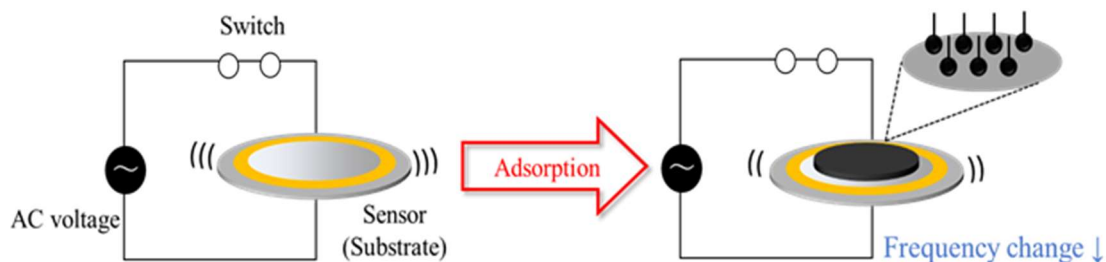 Switch
AC voltage
Sensor
(Substrate)
Adsorption
Frequency change ↓